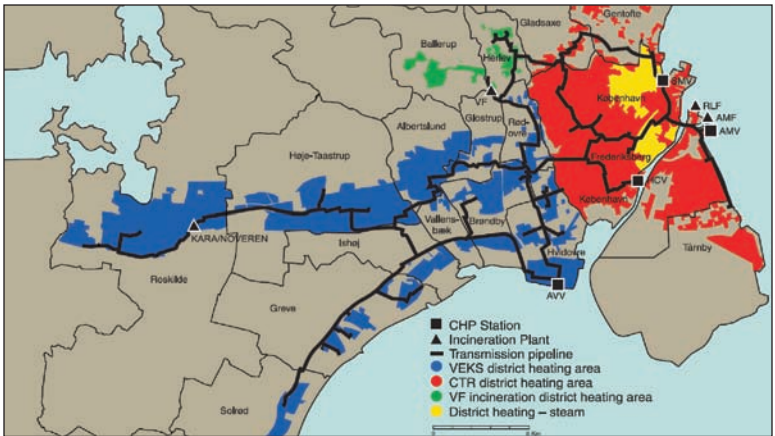 Gladsaxe
Gentofte
Ballerup
Herlev
SMV
København
VF
RLF
AMF
Glostrup
Rød-
ovre
AMV
Albertslund
Høje-Taastrup
Frederiksberg
HCV
København
Vallens-
bæk
Brøndby
KARA/NOVEREN
Ishøj
Hvidovre
Tårnby
Roskilde
AVV
Greve
Solrød
CHP Station
Incineration Plant
Transmission pipeline
VEKS district heating area
CTR district heating area
VF incineration district heating area
District heating – steam